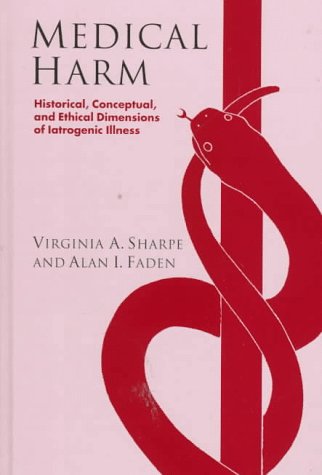 MEDICAL
HARM
Historical, Conceptual,
and Ethical Dimensions
of Iatrogenic Illness
VIRGINIA A. SHARPE
AND ALAN I. FADEN